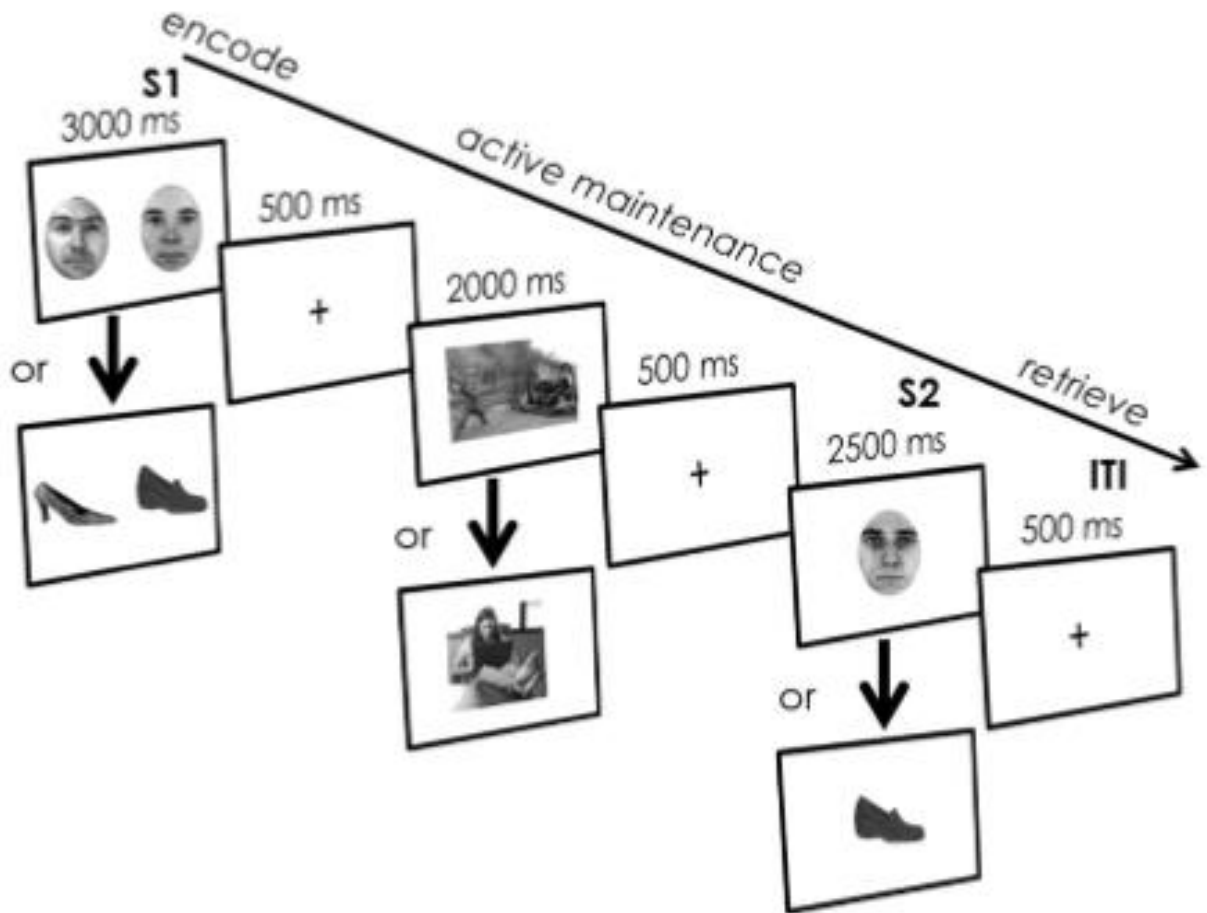 encode
active maintenance
retrieve
S1
3000 ms
500 ms
2000 ms
500 ms
S2
2500 ms
ITI
500 ms
or
or
or